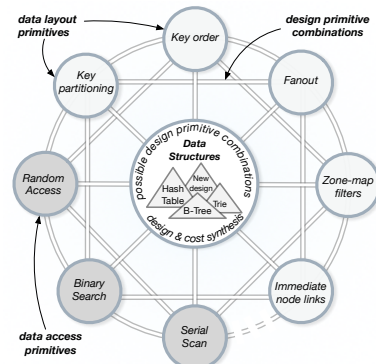 data layout
primitives
design primitive
combinations
Key order
Key
partitioning
Fanout
possible design primitive combinations
Data
Structures
Hash
Table
New
design
B-Tree
Trie
design & cost synthesis
Random
Access
Zone-map
filters
Binary
Search
Immediate
node links
Serial
Scan
data access
primitives